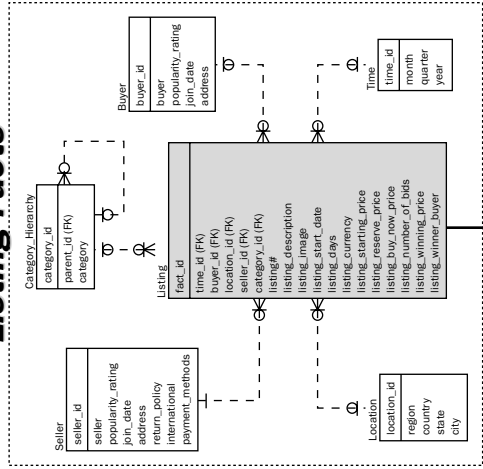 Listing Facts
Category_Hierarchy
category_id
parent_id (FK)
category
Buyer
buyer_id
buyer
popularity_rating
join_date
address
Seller
seller_id
seller
popularity_rating
join_date
address
return_policy
international
payment_methods
Listing
fact_id
time_id (FK)
buyer_id (FK)
location_id (FK)
seller_id (FK)
category_id (FK)
listing#
listing_description
listing_image
listing_start_date
listing_days
listing_currency
listing_starting_price
listing_reserve_price
listing_buy_now_price
listing_number_of_bids
listing_winning_price
listing_winner_buyer
Location
location_id
region
country
state
city
Time
time_id
month
quarter
year